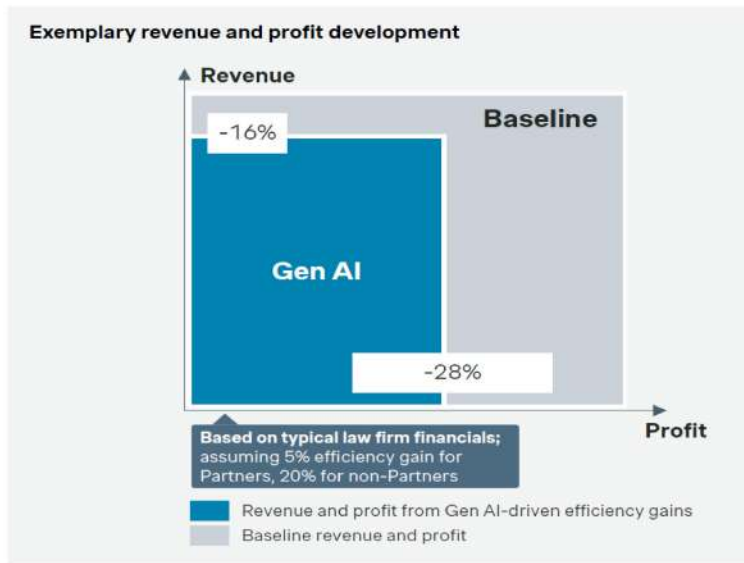 Exemplary revenue and profit development
Revenue
Baseline
-16%
Gen AI
-28%
Profit
Based on typical law firm financials;
assuming 5% efficiency gain for
Partners, 20% for non-Partners
Revenue and profit from Gen AI-driven efficiency gains
Baseline revenue and profit